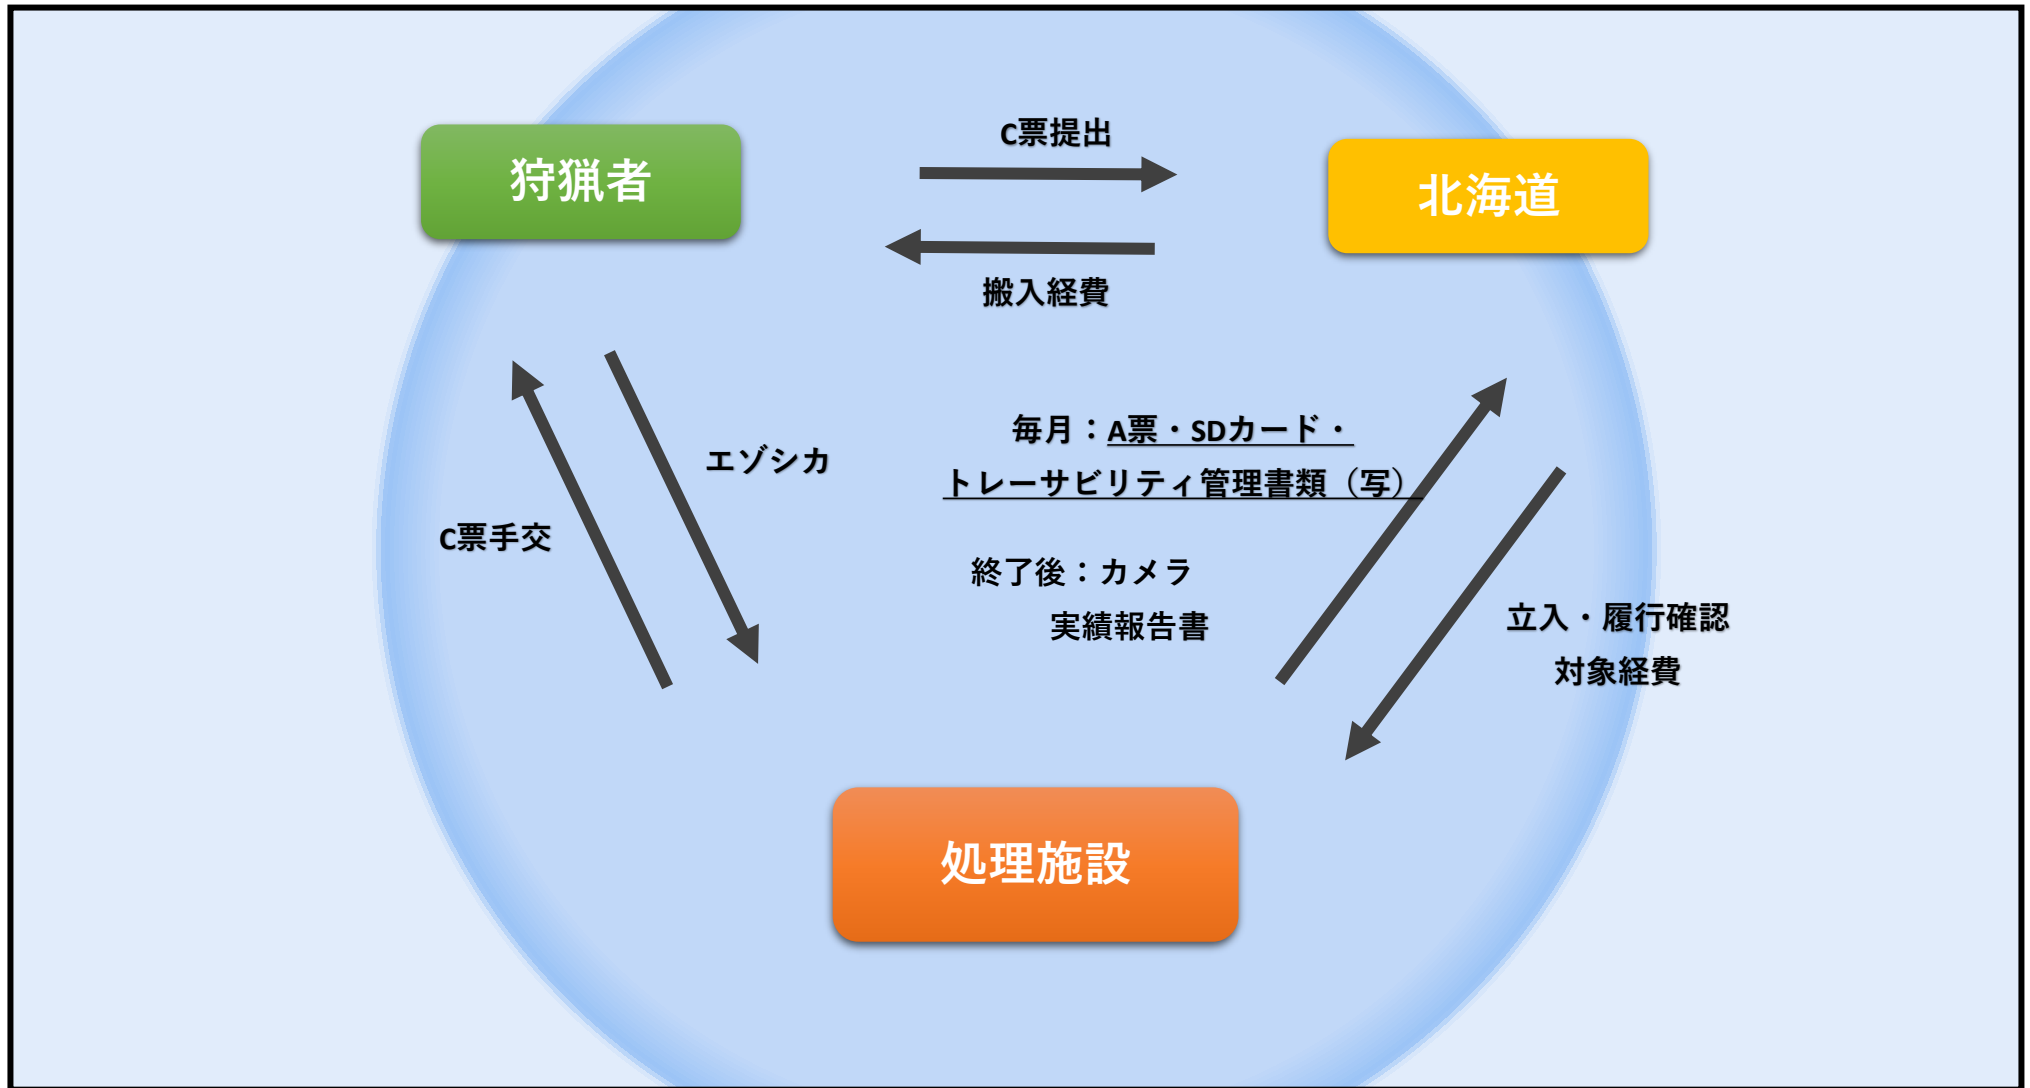 狩猟者
C票提出
北海道
搬入経費
エゾシカ
C票手交
毎月：A票・SDカード・
トレーサビリティ管理書類（写）
終了後：カメラ
実績報告書
立入・履行確認
対象経費
処理施設